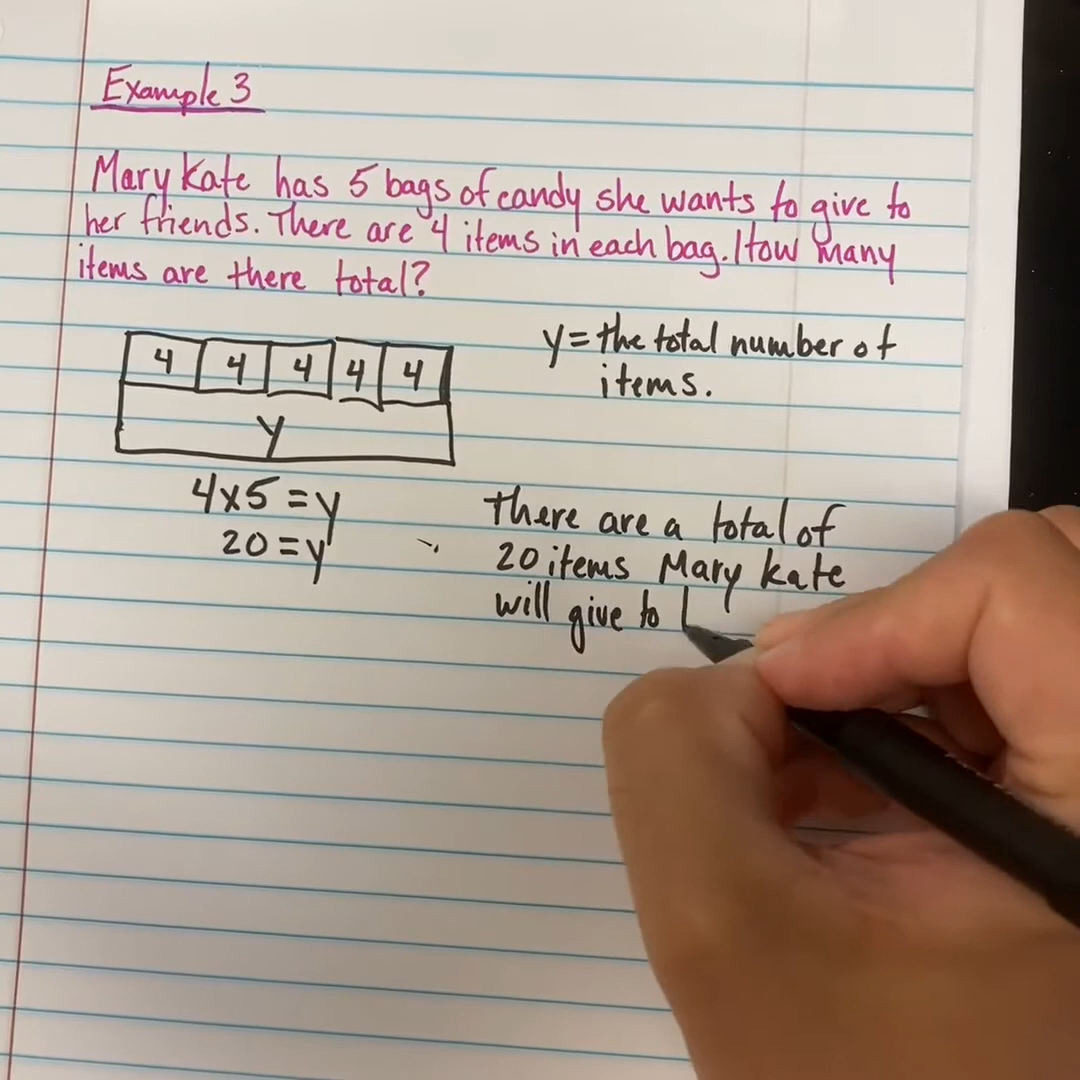 Example 3
Mary Kate has 5 bags of candy she wants to give to
her friends. There are 4 items in each bag. How many
items are there total?
4 4 4 4 4
y
y = the total number of
items.
4x5 = y
20 = y
There are a total of
20 items Mary Kate
will give to